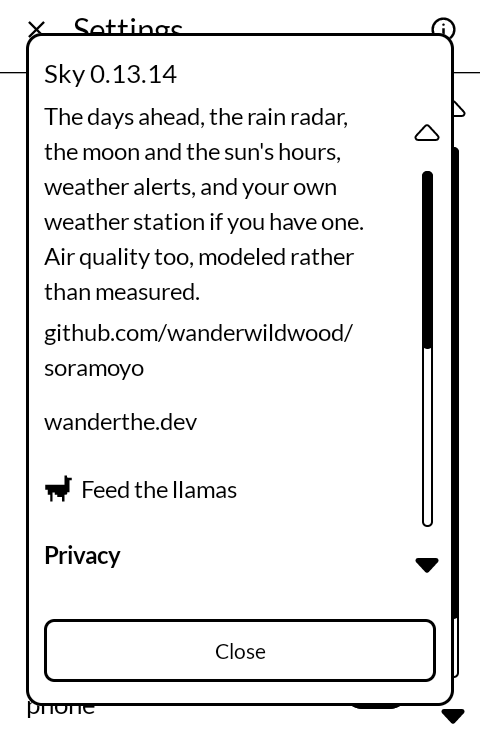 Settings
Sky 0.13.14
The days ahead, the rain radar,
the moon and the sun's hours,
weather alerts, and your own
weather station if you have one.
Air quality too, modeled rather
than measured.
github.com/wanderwildwood/
soramoyo
wanderthe.dev
Feed the llamas
Privacy
Close
phone